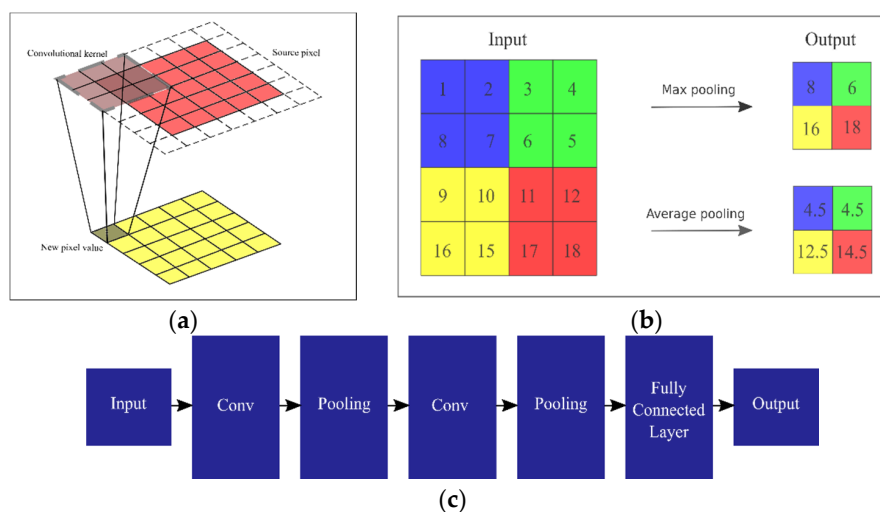 Convolutional kernel
Source pixel
New pixel value
(a)
Input
Output
1 2 3 4
8 7 6 5
9 10 11 12
16 15 17 18
Max pooling
8 6
16 18
Average pooling
4.5 4.5
12.5 14.5
(b)
Input
Conv
Pooling
Conv
Pooling
Fully
Connected
Layer
Output
(c)